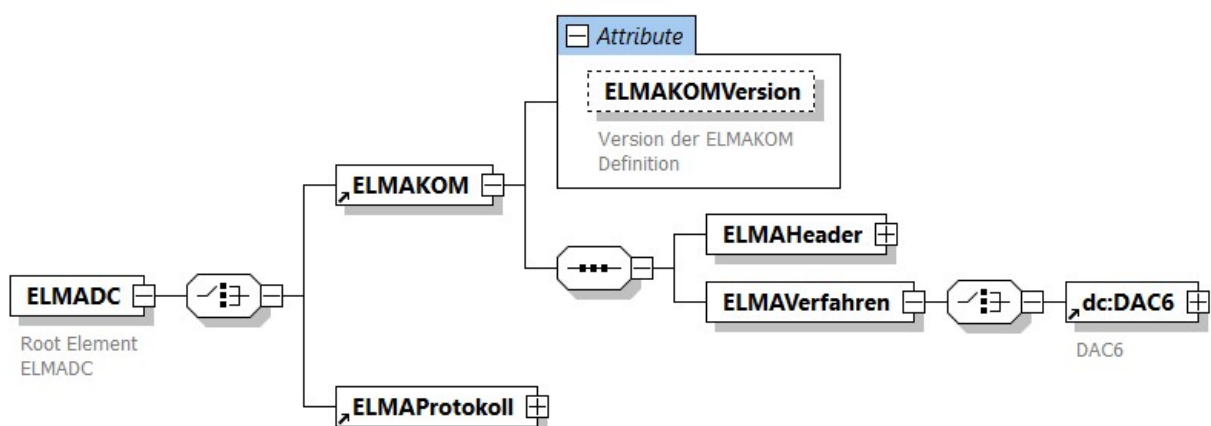 Attribute
ELMAKOMVersion
Version der ELMAKOM
Definition
ELMAKOM
ELMAHeader
ELMADC
ELMAVerfahren
dc:DAC6
Root Element
ELMADC
DAC6
ELMAProtokoll